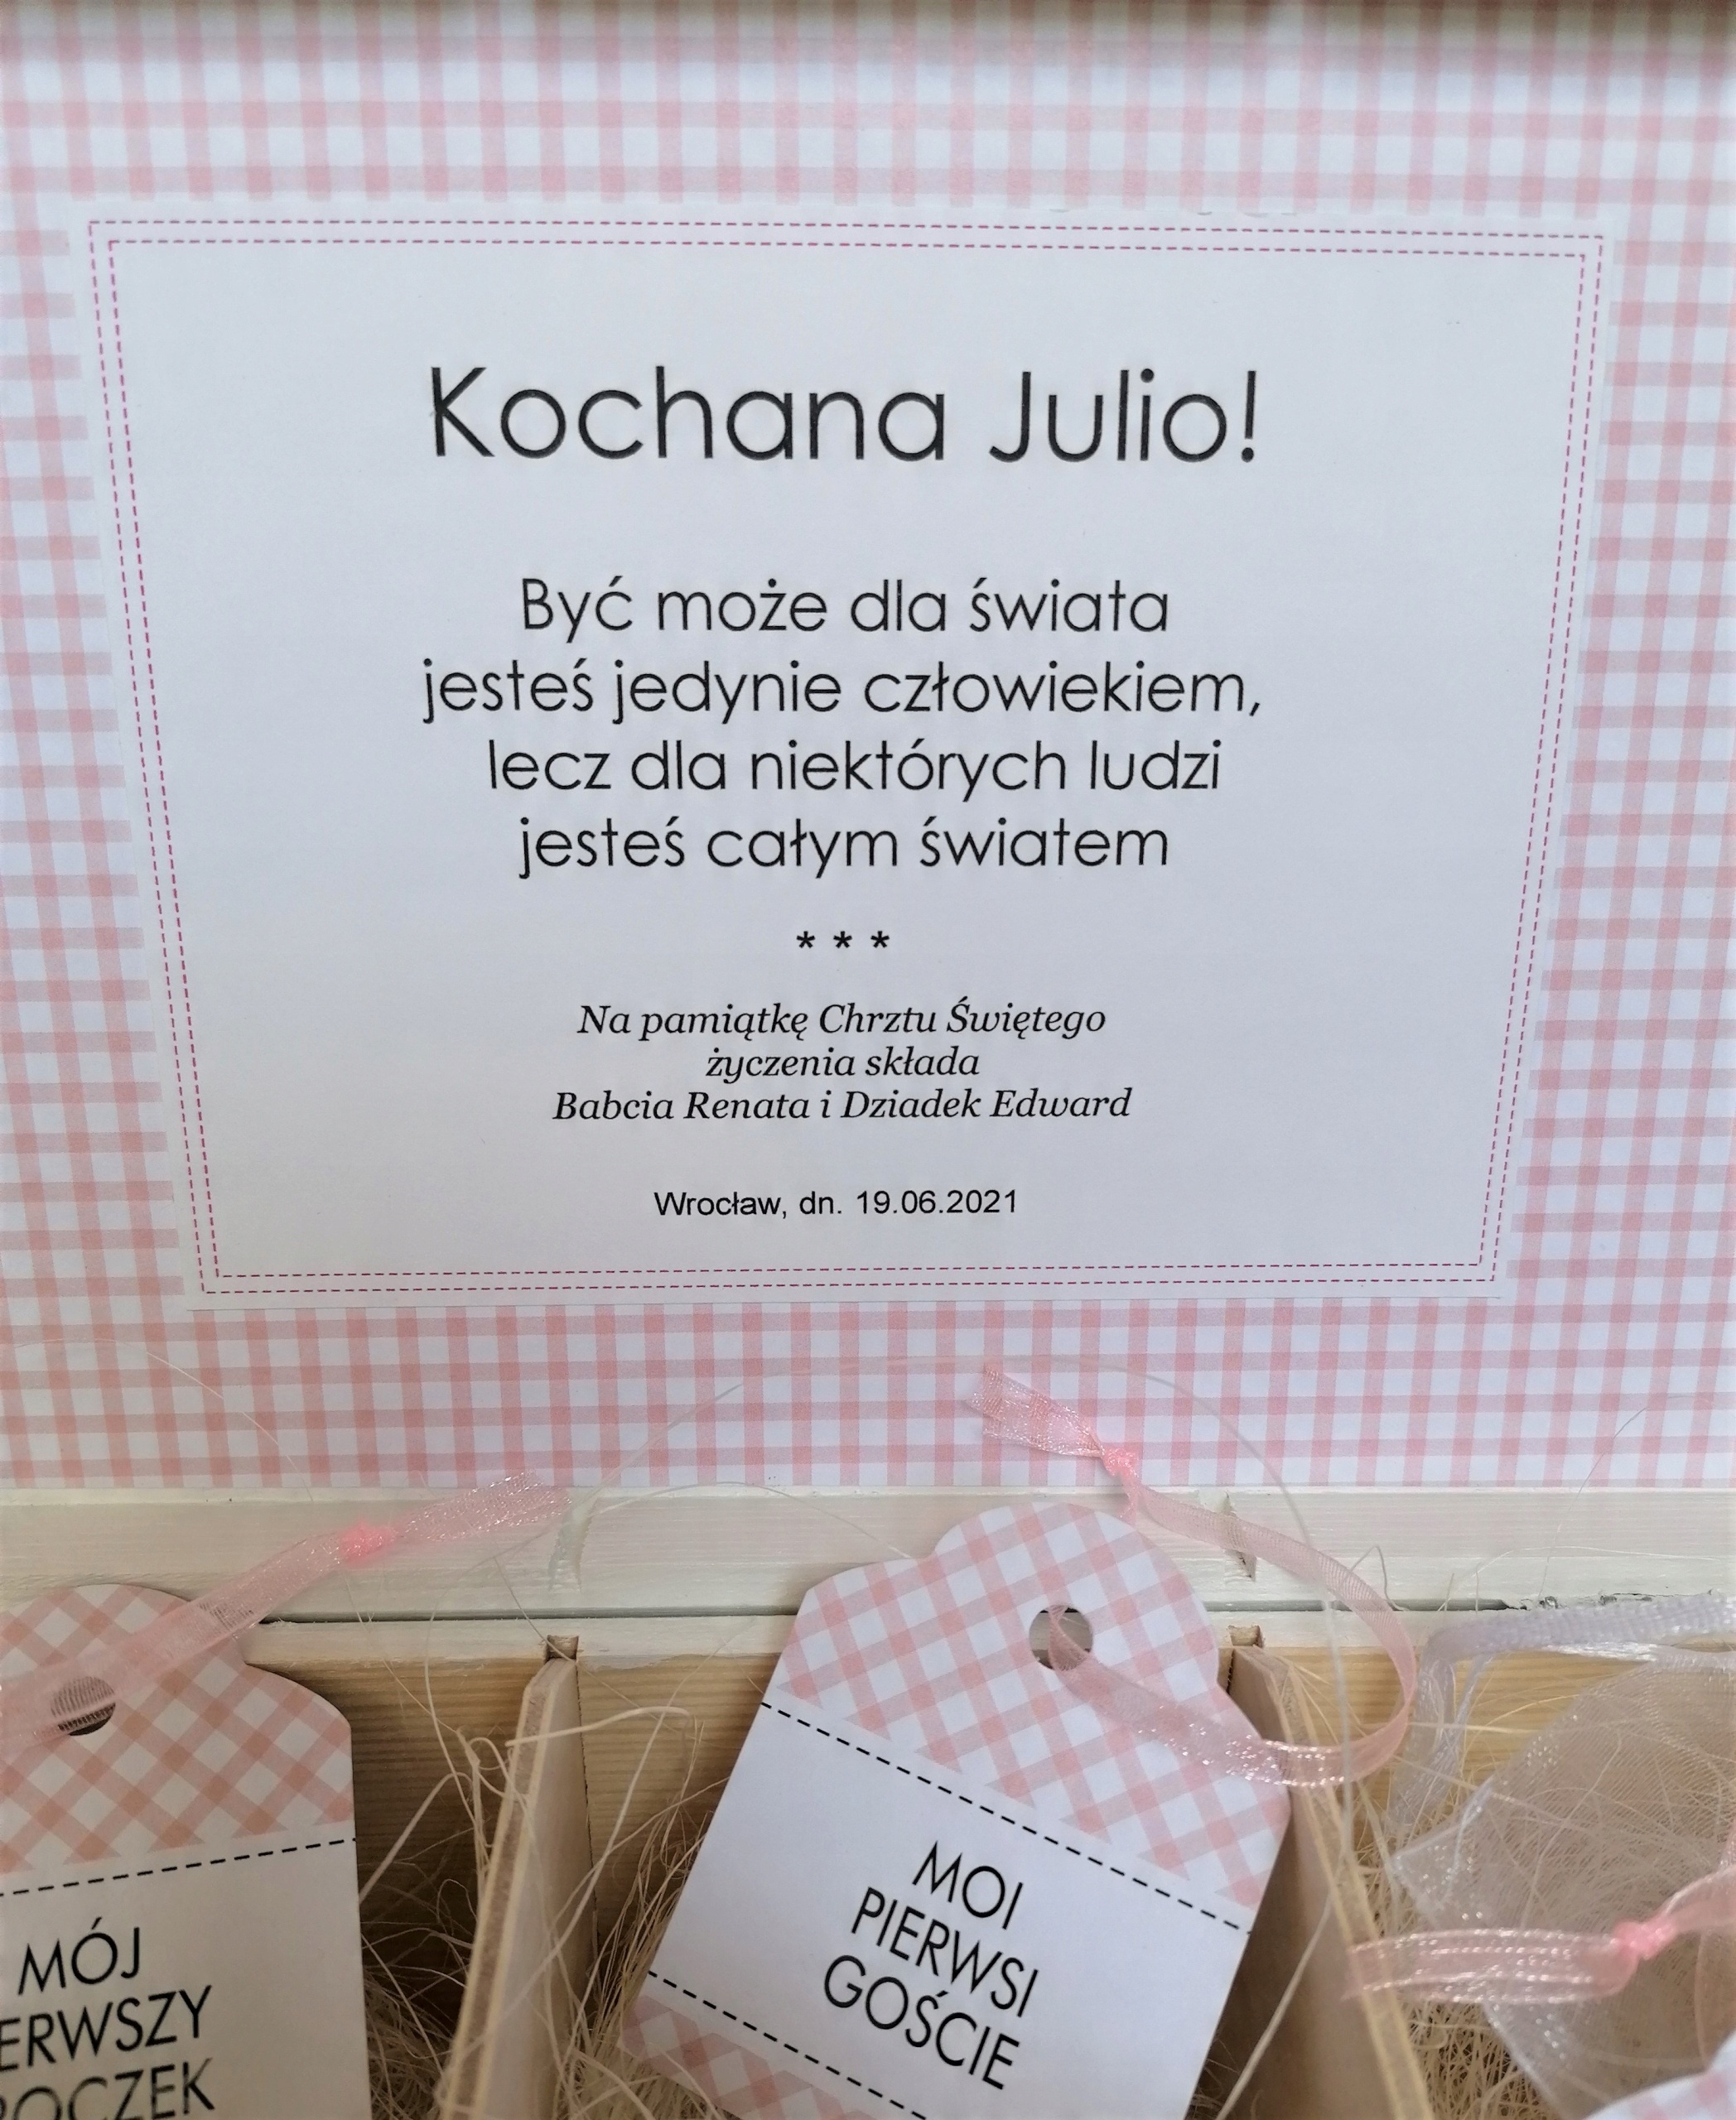 Kochana Julio!
Być może dla świata
jesteś jedynie człowiekiem,
lecz dla niektórych ludzi
jesteś całym światem
* * *
Na pamiątkę Chrztu Świętego
życzenia składa
Babcia Renata i Dziadek Edward
Wrocław, dn. 19.06.2021
MÓJ
MOI
PIERWSI
GOŚCIE